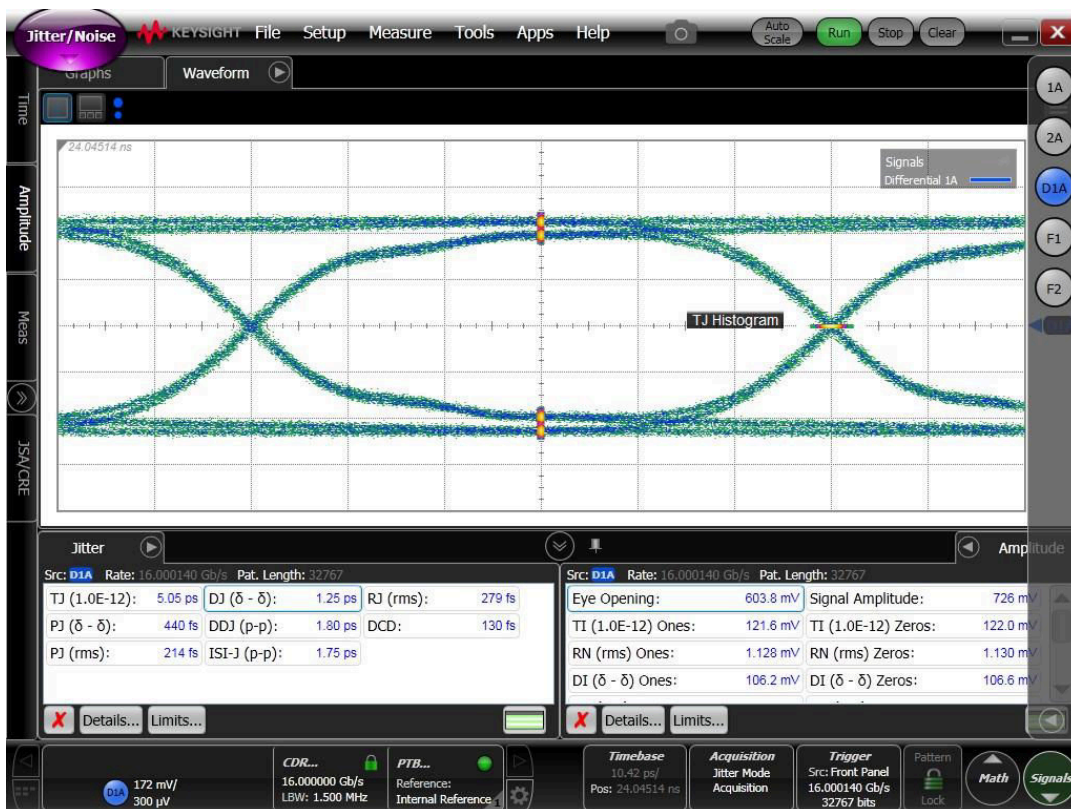 Jitter/Noise
KEYSIGHT File Setup Measure Tools Apps Help
Auto Scale
Run Stop Clear
X
Graphs Waveform
Time
Amplitude
Meas
JSA/CRE
1A
2A
D1A
F1
F2
24.04514 ns
Signals
Differential 1A
TJ Histogram
Jitter
Src: D1A Rate: 16.000140 Gb/s Pat. Length: 32767
TJ (1.0E-12): 5.05 ps DJ (δ - δ): 1.25 ps RJ (rms): 279 fs
PJ (δ - δ): 440 fs DDJ (p-p): 1.80 ps DCD: 130 fs
PJ (rms): 214 fs ISI-J (p-p): 1.75 ps
Details... Limits...
Amplitude
Src: D1A Rate: 16.000140 Gb/s Pat. Length: 32767
Eye Opening: 603.8 mV Signal Amplitude: 726 mV
TI (1.0E-12) Ones: 121.6 mV TI (1.0E-12) Zeros: 122.0 mV
RN (rms) Ones: 1.128 mV RN (rms) Zeros: 1.130 mV
DI (δ - δ) Ones: 106.2 mV DI (δ - δ) Zeros: 106.6 mV
Details... Limits...
D1A 172 mV/
300 µV
CDR...
16.000000 Gb/s
LBW: 1.500 MHz
PTB...
Reference:
Internal Reference
Timebase
10.42 ps/
Pos: 24.04514 ns
Acquisition
Jitter Mode
Acquisition
Trigger
Src: Front Panel
16.000140 Gb/s
32767 bits
Pattern
Lock
Math
Signals